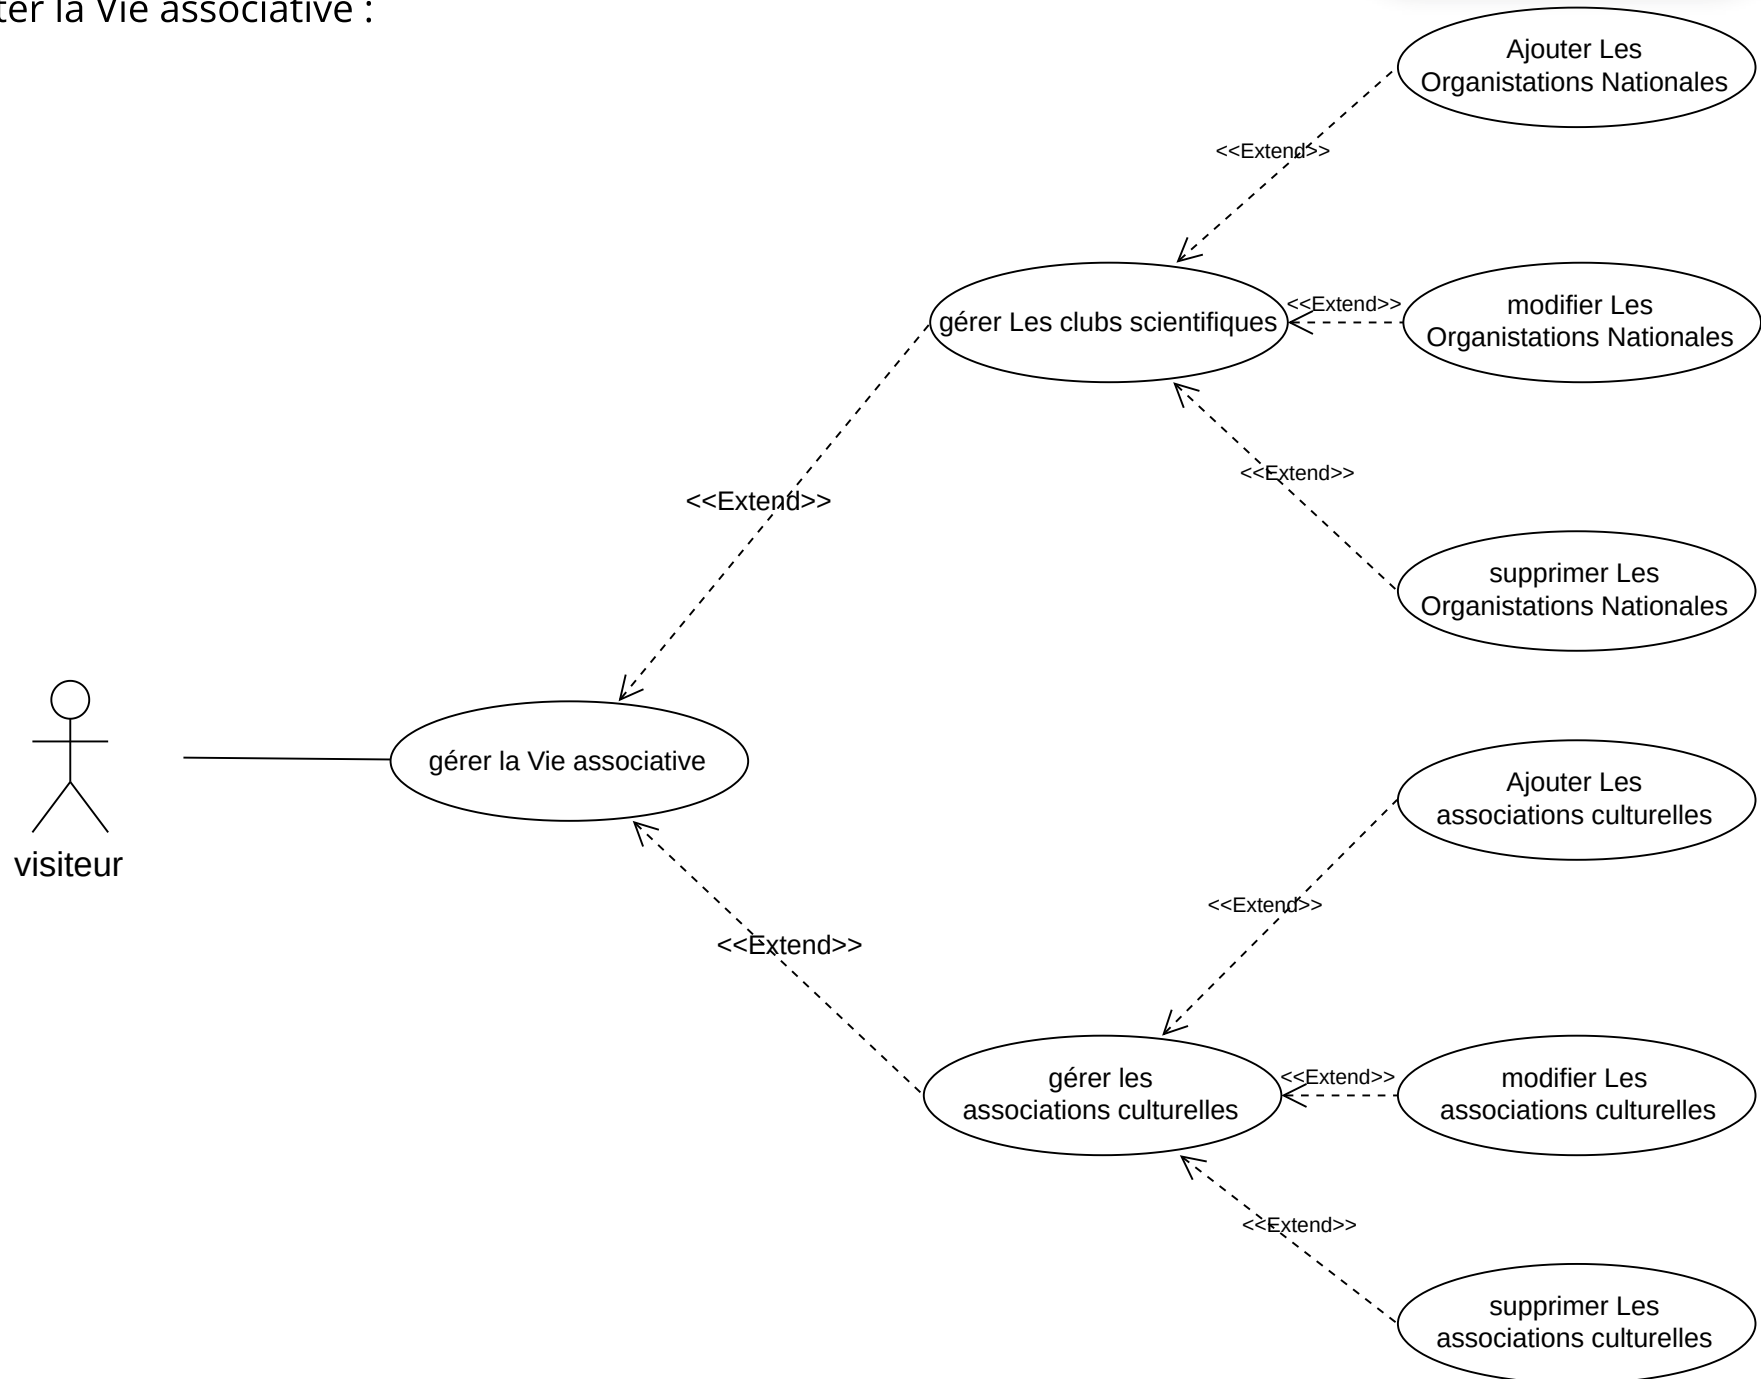 ter la Vie associative :
Ajouter Les
Organistations Nationales
<<Extend>>
gérer Les clubs scientifiques
<<Extend>>
modifier Les
Organistations Nationales
<<Extend>>
<<Extend>>
supprimer Les
Organistations Nationales
visiteur
gérer la Vie associative
Ajouter Les
associations culturelles
<<Extend>>
<<Extend>>
gérer les
associations culturelles
<<Extend>>
modifier Les
associations culturelles
<<Extend>>
supprimer Les
associations culturelles